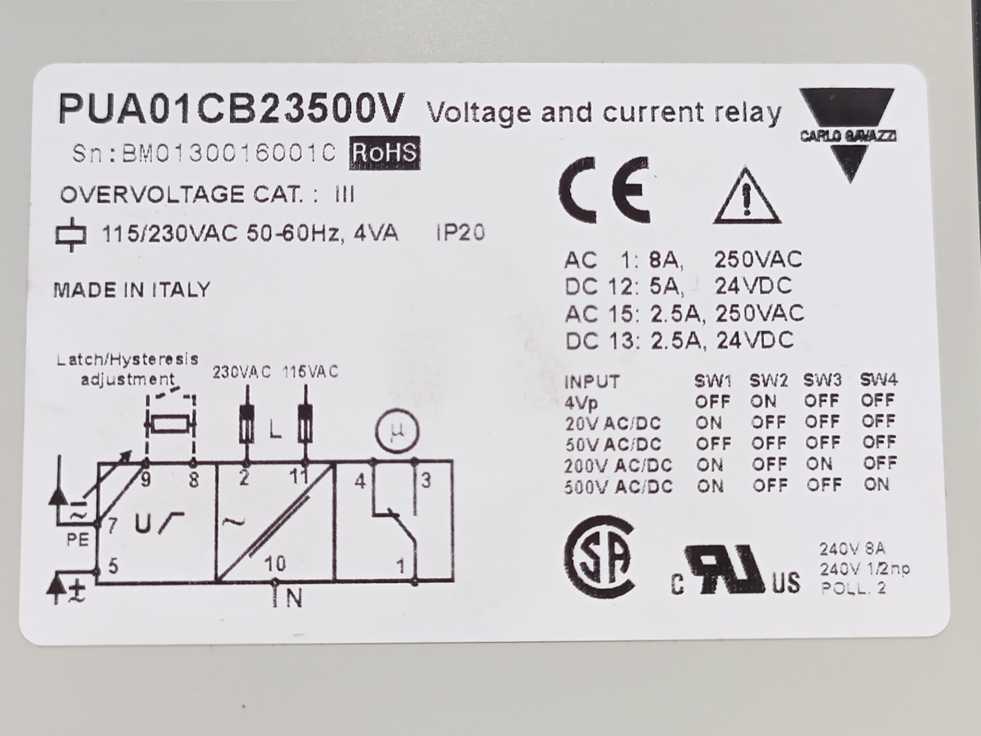 PUA01CB23500V Voltage and current relay
CARLO GAVAZZI
Sn:BM0130016001C RoHS
OVERVOLTAGE CAT. : III
CE
115/230VAC 50-60Hz, 4VA IP20
MADE IN ITALY
AC 1: 8A, 250VAC
DC 12: 5A, 24VDC
AC 15: 2.5A, 250VAC
DC 13: 2.5A, 24VDC
Latch/Hysteresis
adjustment
230VAC 115VAC
L
μ
9 8 2 11 4 3
7 U ~
PE
5 10 1
±
N
INPUT SW1 SW2 SW3 SW4
4Vp OFF ON OFF OFF
20V AC/DC ON OFF OFF OFF
50V AC/DC OFF OFF OFF OFF
200V AC/DC ON OFF ON OFF
500V AC/DC ON OFF OFF ON
SA
C RU US
240V 8A
240V 1/2hp
POLL. 2